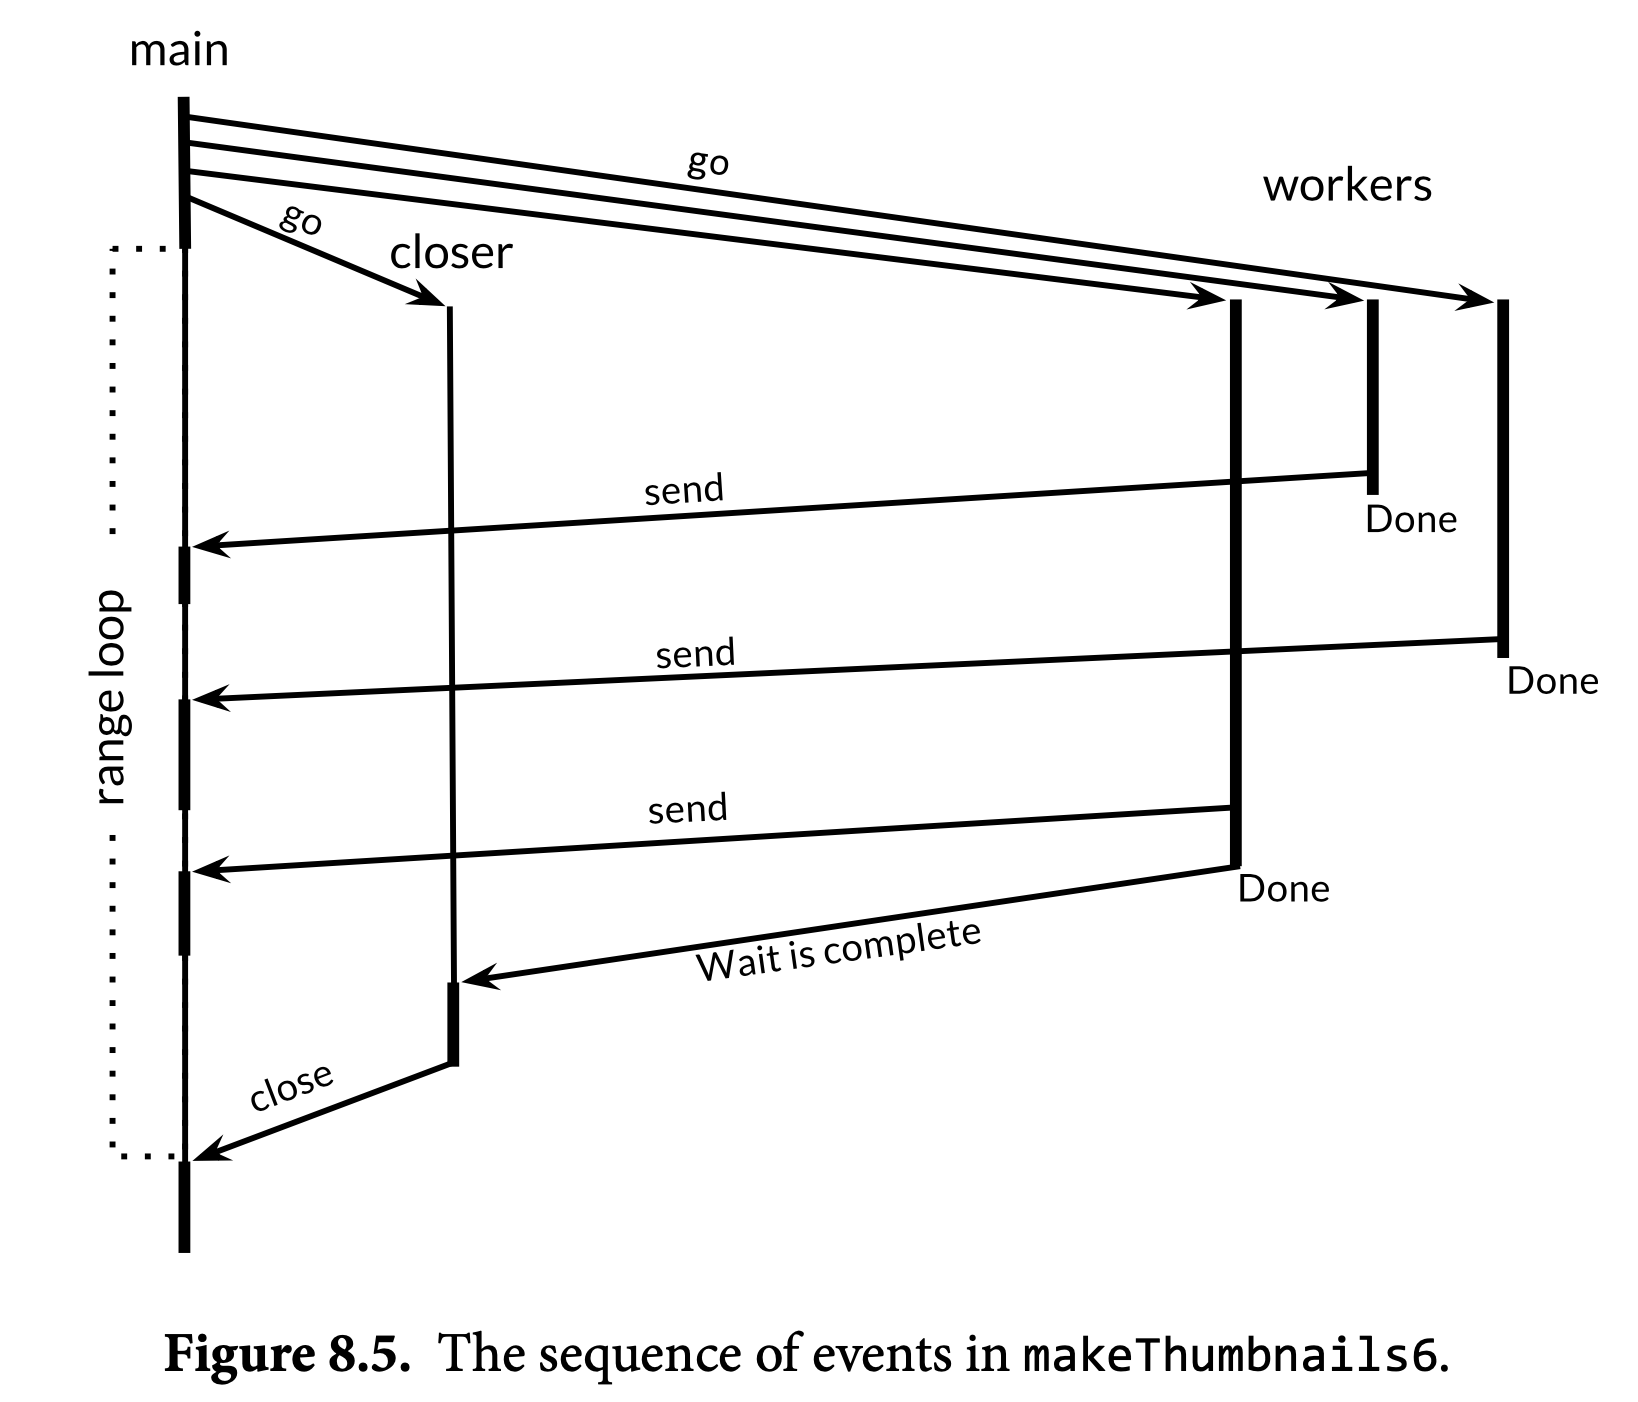 main
go
workers
go
closer
send
Done
send
Done
range loop
send
Done
Wait is complete
close
Figure 8.5. The sequence of events in makeThumbnails6.